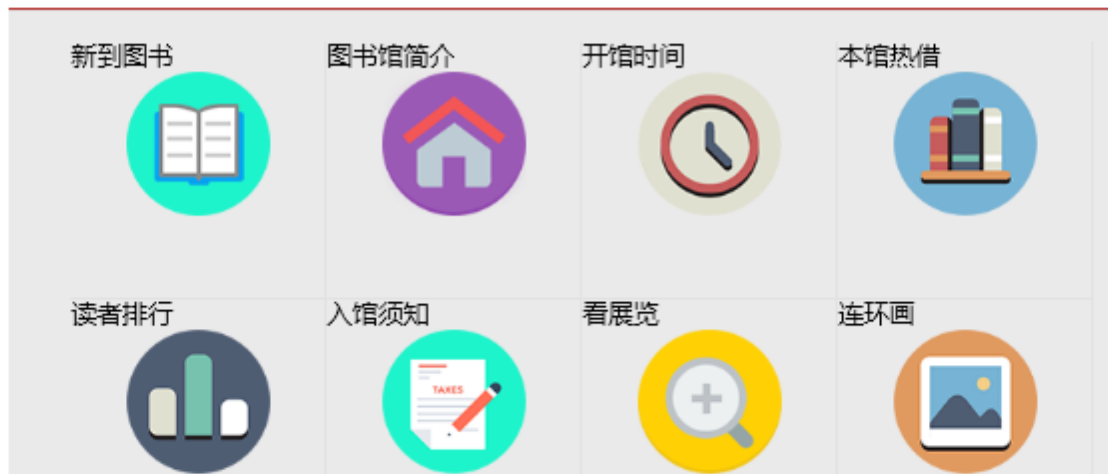 新到图书
图书馆简介
开馆时间
本馆热借
读者排行
入馆须知
看展览
连环画
TAXES